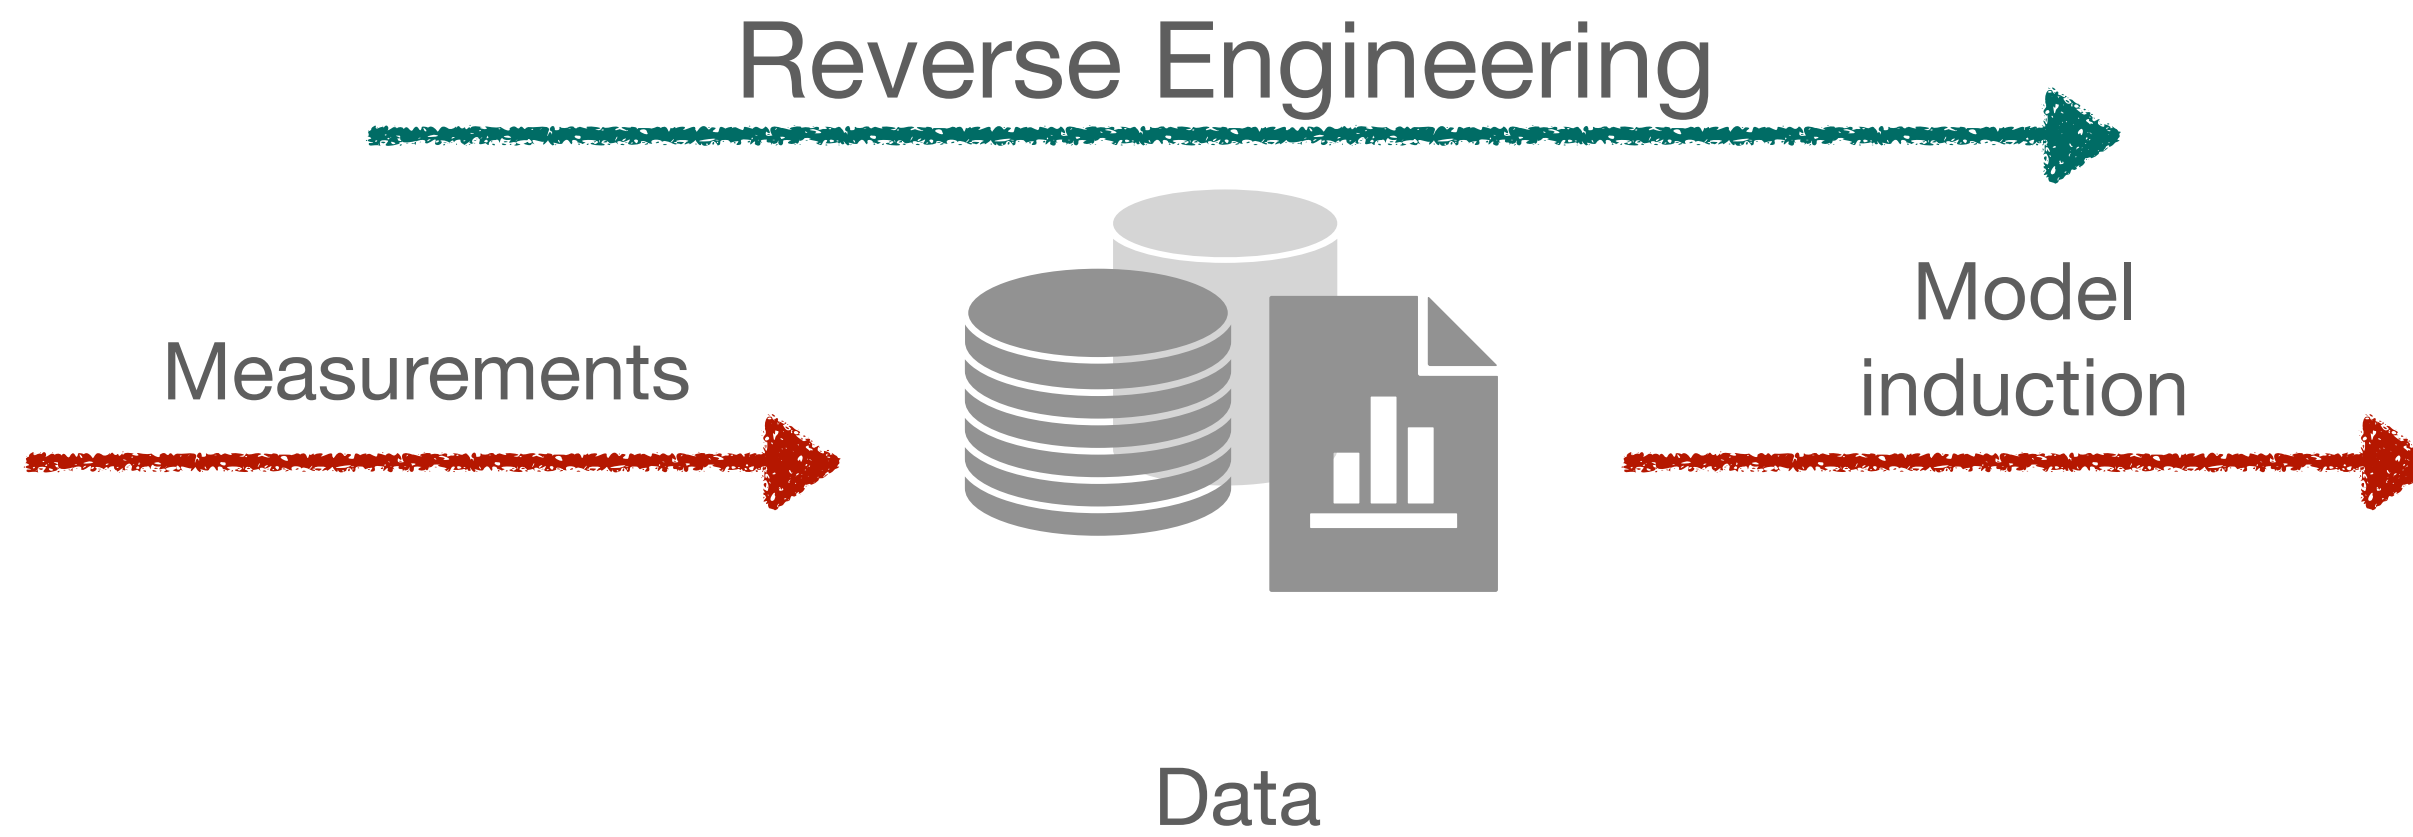 Reverse Engineering
Measurements
Model
induction
Data